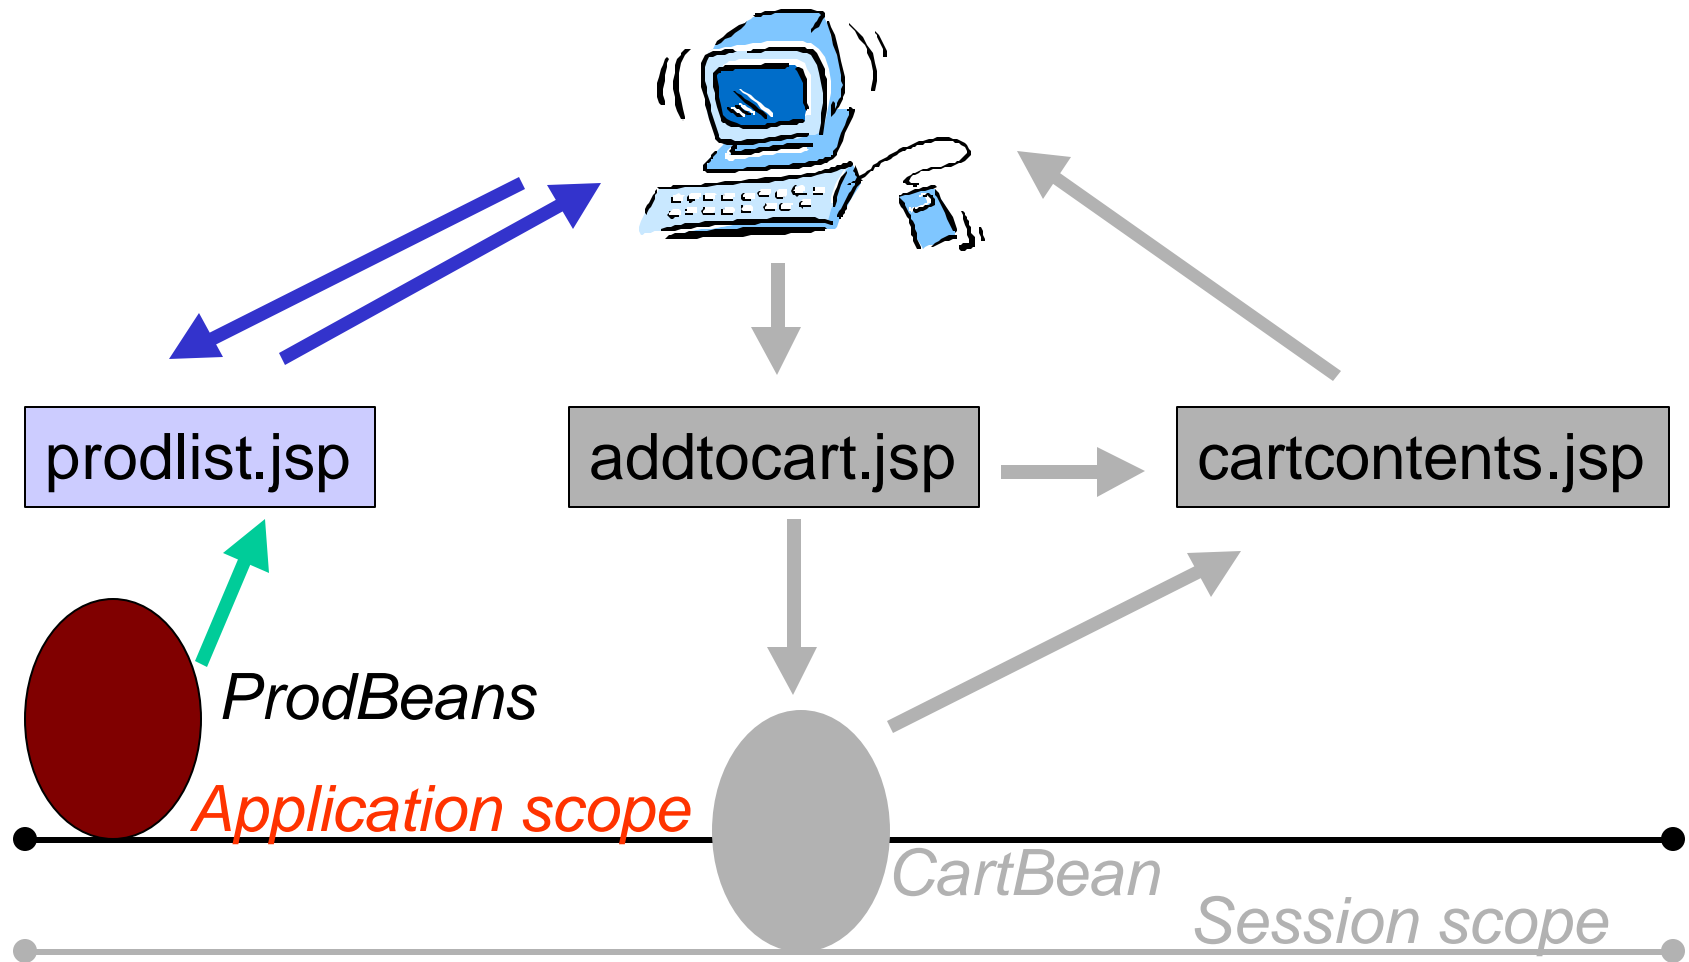 prodlist.jsp
addtocart.jsp
cartcontents.jsp
ProdBeans
Application scope
CartBean
Session scope